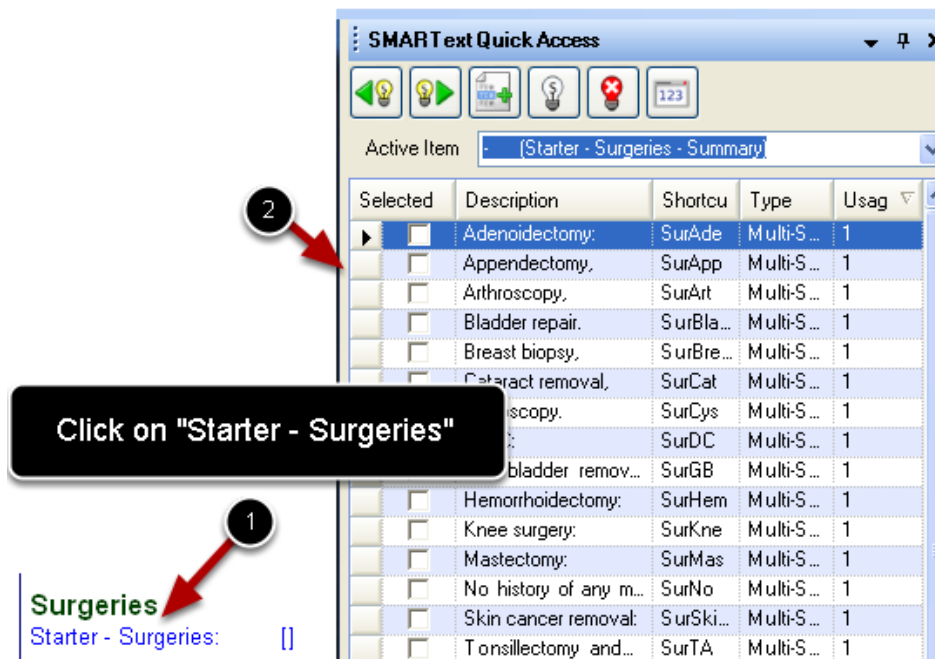 SMARText Quick Access
123
Active Item - (Starter - Surgeries - Summary)
Selected Description Shortcu Type Usag
Adenoidectomy: SurAde Multi-S... 1
Appendectomy, SurApp Multi-S... 1
Arthroscopy, SurArt Multi-S... 1
Bladder repair. SurBla... Multi-S... 1
Breast biopsy, SurBre... Multi-S... 1
Cataract removal, SurCat Multi-S... 1
oscopy. SurCys Multi-S... 1
C: SurDC Multi-S... 1
bladder remov... SurGB Multi-S... 1
Hemorrhoidectomy: SurHem Multi-S... 1
Knee surgery: SurKne Multi-S... 1
Mastectomy: SurMas Multi-S... 1
No history of any m... SurNo Multi-S... 1
Skin cancer removal: SurSki... Multi-S... 1
Tonsillectomy and... SurTA Multi-S... 1
2
Click on "Starter - Surgeries"
1
Surgeries
Starter - Surgeries: []